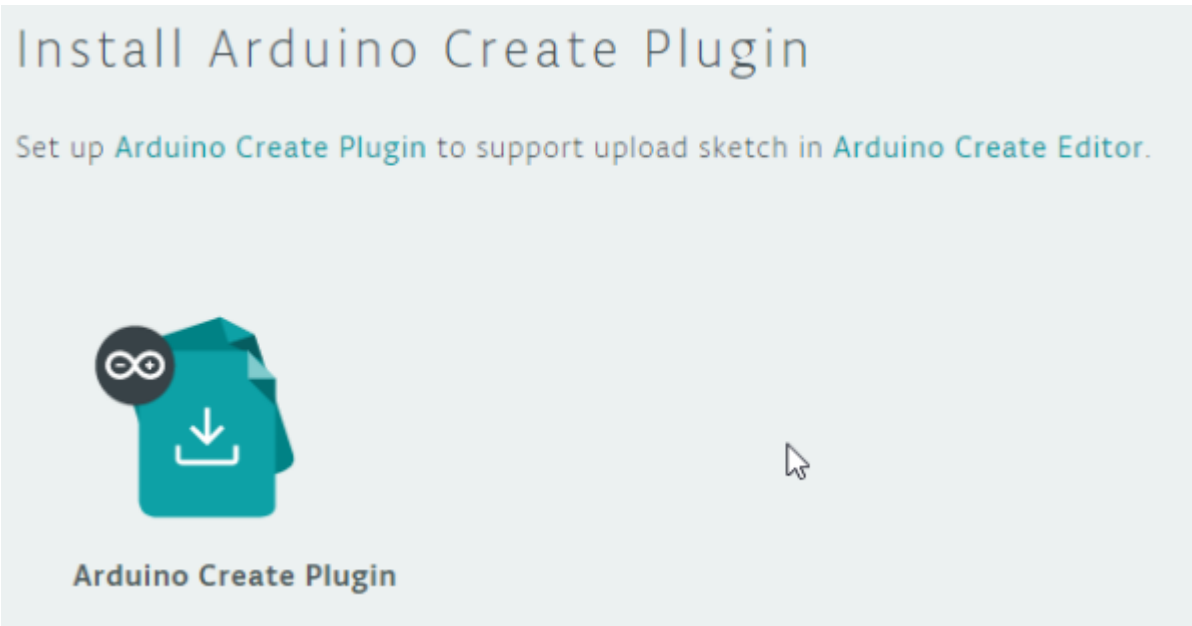 Install Arduino Create Plugin
Set up Arduino Create Plugin to support upload sketch in Arduino Create Editor.
Arduino Create Plugin